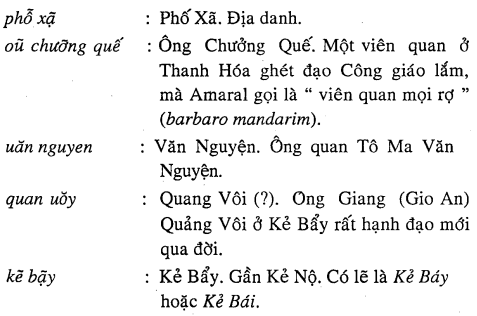 phỗ xạ̃ : Phố Xã. Địa danh.
oũ chưỡng quế : Ông Chưởng Quế. Một viên quan ở
Thanh Hóa ghét đạo Công giáo lắm,
mà Amaral gọi là “ viên quan mọi rợ ”
(barbaro mandarim).
uăn nguyen : Văn Nguyện. Ông quan Tô Ma Văn
Nguyện.
quan uŏy : Quang Vôi (?). Ong Giang (Gio An)
Quảng Vôi ở Kẻ Bẩy rất hạnh đạo mới
qua đời.
kẽ bậy : Kẻ Bẩy. Gần Kẻ Nộ. Có lẽ là Kẻ Báy
hoặc Kẻ Bái.